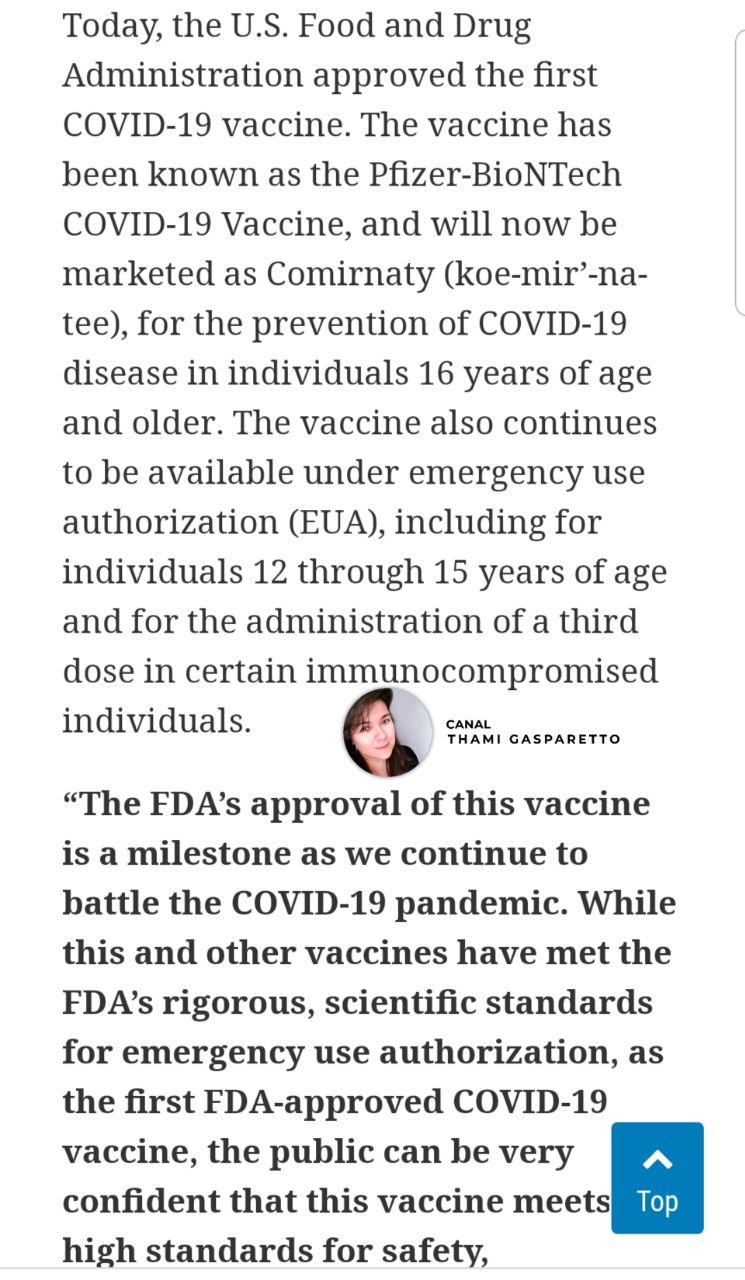 Today, the U.S. Food and Drug
Administration approved the first
COVID-19 vaccine. The vaccine has
been known as the Pfizer-BioNTech
COVID-19 Vaccine, and will now be
marketed as Comirnaty (koe-mir’-na-
tee), for the prevention of COVID-19
disease in individuals 16 years of age
and older. The vaccine also continues
to be available under emergency use
authorization (EUA), including for
individuals 12 through 15 years of age
and for the administration of a third
dose in certain immunocompromised
individuals.
CANAL
THAMI GASPARETTO
“The FDA’s approval of this vaccine
is a milestone as we continue to
battle the COVID-19 pandemic. While
this and other vaccines have met the
FDA’s rigorous, scientific standards
for emergency use authorization, as
the first FDA-approved COVID-19
vaccine, the public can be very
confident that this vaccine meets
Top
high standards for safety,